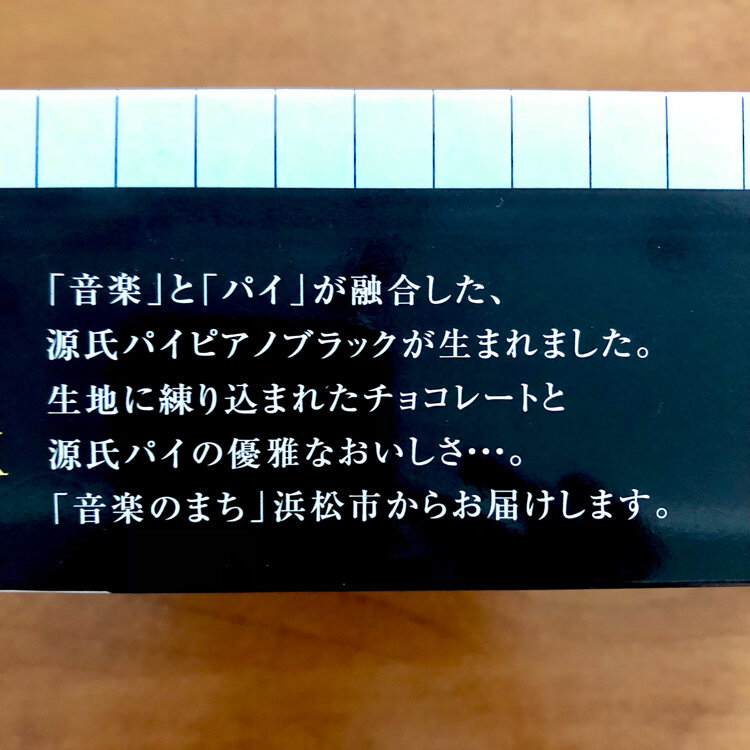 「音楽」と「パイ」が融合した、
源氏パイピアノブラックが生まれました。
生地に練り込まれたチョコレートと
源氏パイの優雅なおいしさ…。
「音楽のまち」浜松市からお届けします。